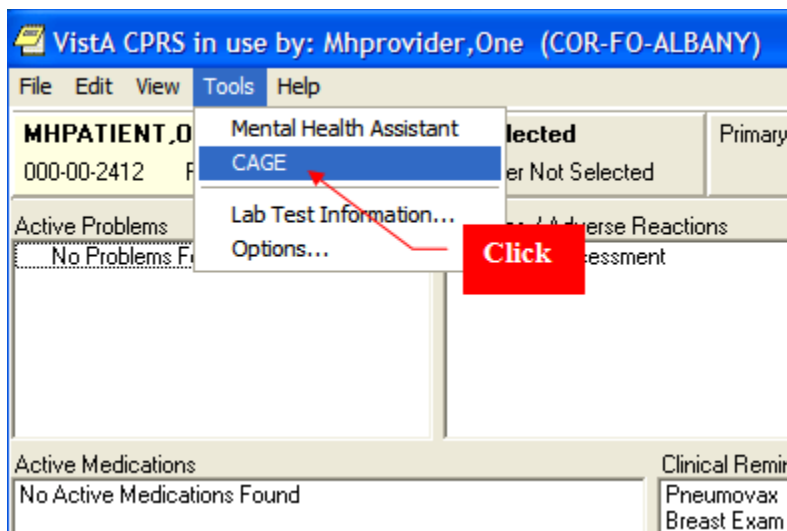 VistA CPRS in use by: Mhprovider,One (COR-FO-ALBANY)
File Edit View Tools Help
MHPATIENT,O
000-00-2412
Mental Health Assistant
CAGE
Lab Test Information...
Options...
lected
er Not Selected
Primary
Active Problems
/ Adverse Reactions
No Problems F
essment
Click
Active Medications
Clinical Remin
No Active Medications Found
Pneumovax
Breast Exam